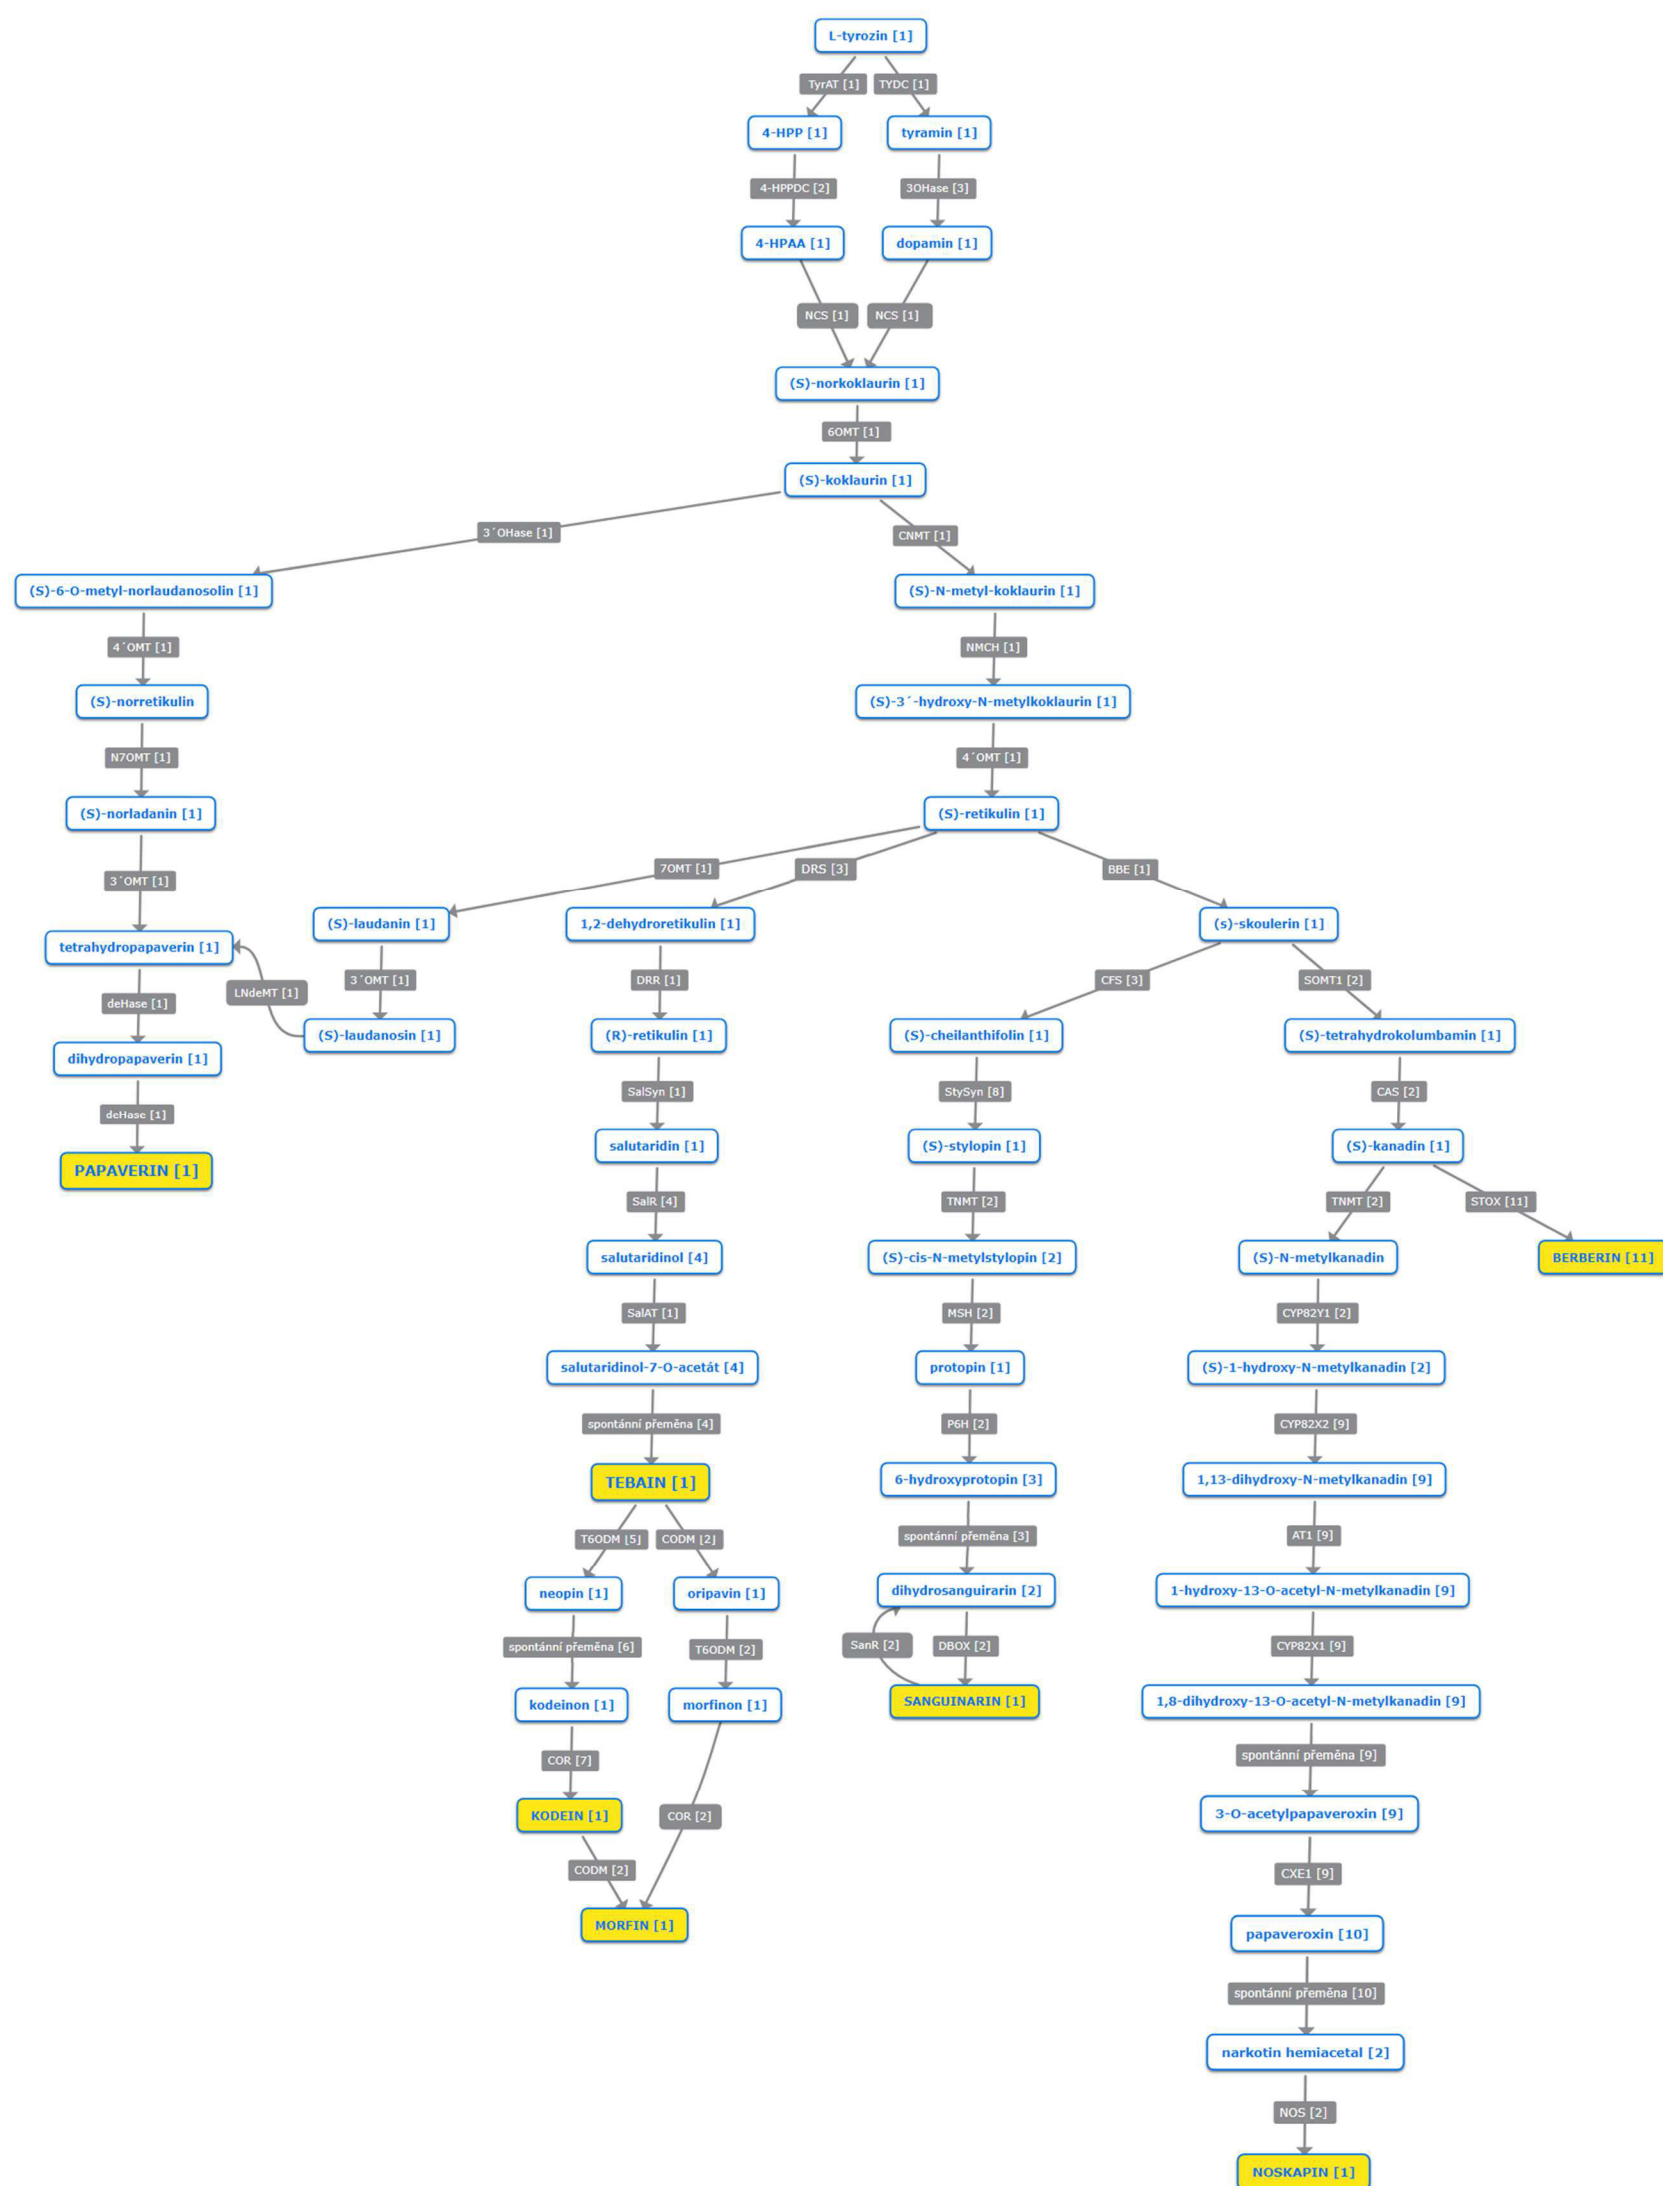 L-tyrozin [1]
TyrAT [1]
TYDC [1]
4-HPP [1]
tyramin [1]
4-HPPDC [2]
3OHase [3]
4-HPAA [1]
dopamin [1]
NCS [1]
NCS [1]
(S)-norkoklaurin [1]
6OMT [1]
(S)-koklaurin [1]
3´OHase [1]
CNMT [1]
(S)-6-O-metyl-norlaudanosolin [1]
(S)-N-metyl-koklaurin [1]
4´OMT [1]
NMCH [1]
(S)-norretikulin
(S)-3´-hydroxy-N-metylkoklaurin [1]
N7OMT [1]
4´OMT [1]
(S)-norladanin [1]
(S)-retikulin [1]
7OMT [1]
DRS [3]
BBE [1]
3´OMT [1]
(S)-laudanin [1]
1,2-dehydroretikulin [1]
(s)-skoulerin [1]
tetrahydropapaverin [1]
3´OMT [1]
DRR [1]
CFS [3]
SOMT1 [2]
LNdeMT [1]
deHase [1]
(S)-laudanosin [1]
(R)-retikulin [1]
(S)-cheilanthifolin [1]
(S)-tetrahydrokolumbamin [1]
dihydropapaverin [1]
SalSyn [1]
StySyn [8]
CAS [2]
deHase [1]
salutaridin [1]
(S)-stylopin [1]
(S)-kanadin [1]
PAPAVERIN [1]
SalR [4]
TNMT [2]
TNMT [2]
STOX [11]
salutaridinol [4]
(S)-cis-N-metylstylopin [2]
(S)-N-metylkanadin
BERBERIN [11]
SalAT [1]
MSH [2]
CYP82Y1 [2]
salutaridinol-7-O-acetát [4]
protopin [1]
(S)-1-hydroxy-N-metylkanadin [2]
spontánní přeměna [4]
P6H [2]
CYP82X2 [9]
TEBAIN [1]
6-hydroxyprotopin [3]
1,13-dihydroxy-N-metylkanadin [9]
T6ODM [5]
CODM [2]
spontánní přeměna [3]
AT1 [9]
neopin [1]
oripavin [1]
dihydrosanguirarin [2]
1-hydroxy-13-O-acetyl-N-metylkanadin [9]
spontánní přeměna [6]
T6ODM [2]
SanR [2]
DBOX [2]
CYP82X1 [9]
kodeinon [1]
morfinon [1]
SANGUINARIN [1]
1,8-dihydroxy-13-O-acetyl-N-metylkanadin [9]
COR [7]
spontánní přeměna [9]
KODEIN [1]
COR [2]
3-O-acetylpapaveroxin [9]
CODM [2]
CXE1 [9]
MORFIN [1]
papaveroxin [10]
spontánní přeměna [10]
narkotin hemiacetal [2]
NOS [2]
NOSKAPIN [1]